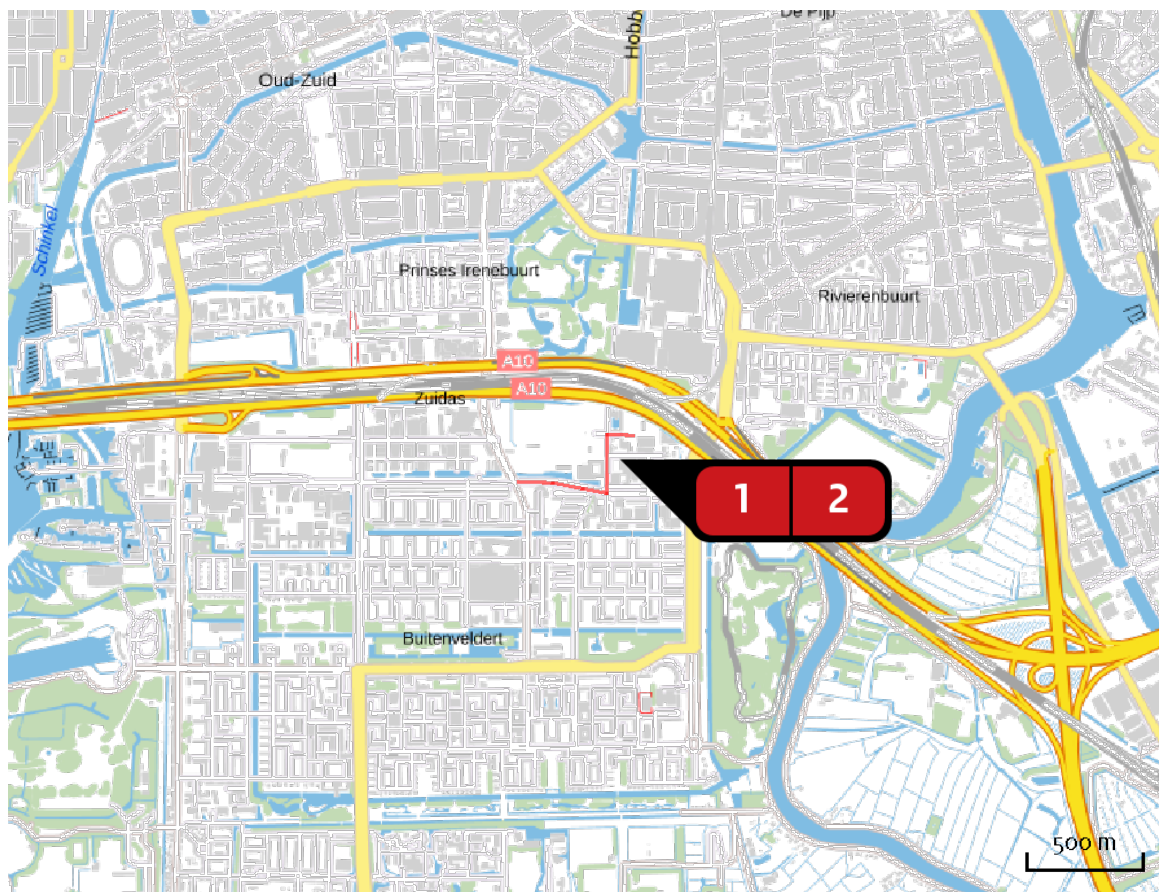 De Pijp
Hobb
Oud-Zuid
Schinkel
Prinses Irenebuurt
Rivierenbuurt
A10
A10
Zuidas
1 2
Buitenveldert
500 m